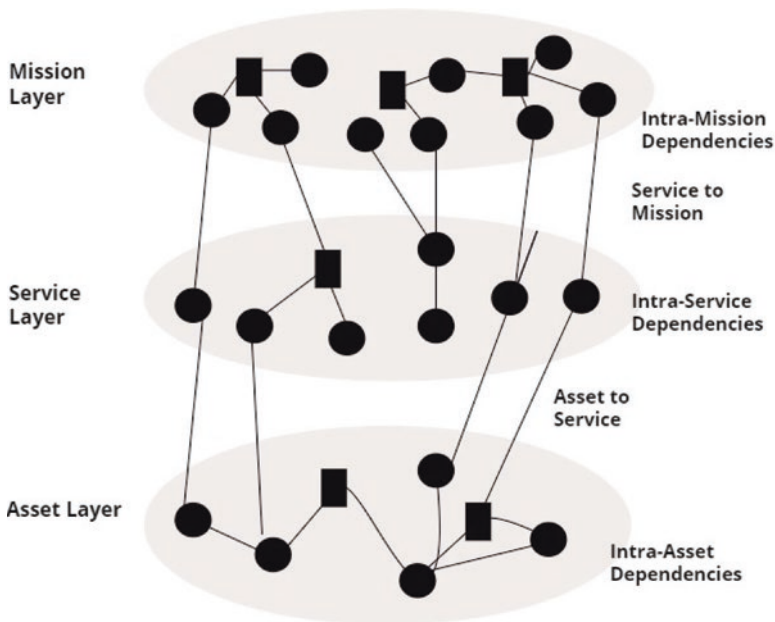 Mission
Layer
Intra-Mission
Dependencies
Service to
Mission
Service
Layer
Intra-Service
Dependencies
Asset to
Service
Asset Layer
Intra-Asset
Dependencies